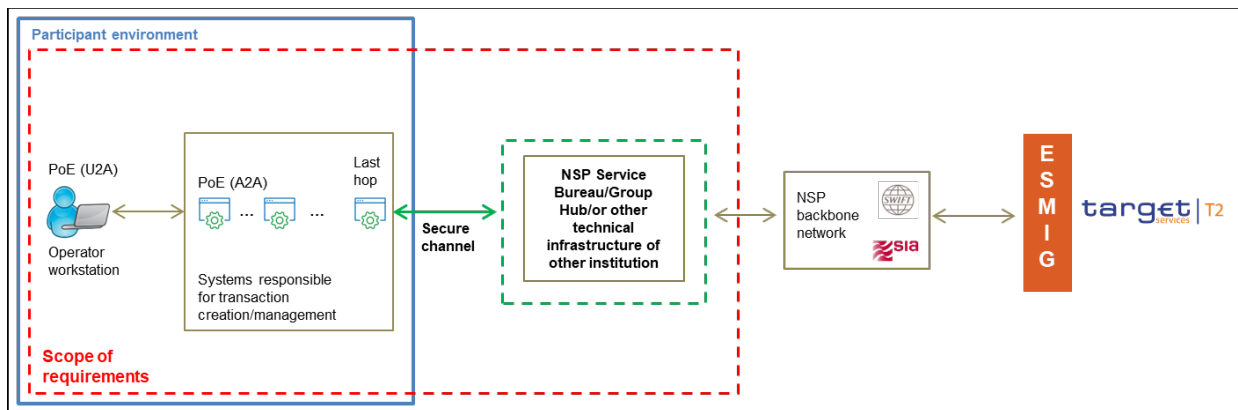 Participant environment
PoE (U2A)
Operator
workstation
PoE (A2A)
... ...
Last
hop
Systems responsible
for transaction
creation/management
Scope of
requirements
Secure
channel
NSP Service
Bureau/Group
Hub/or other
technical
infrastructure of
other institution
NSP
backbone
network
SWIFT
sia
E
S
M
I
G
target | T2
services